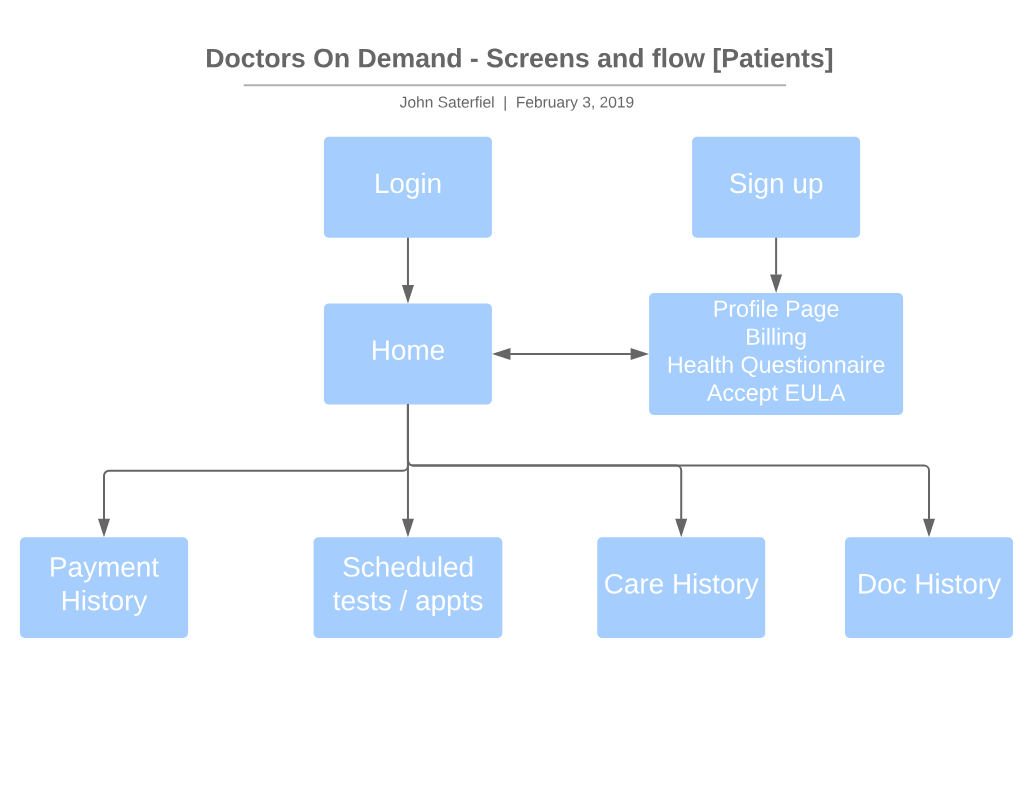 Doctors On Demand - Screens and flow [Patients]
John Saterfiel | February 3, 2019
Login
Sign up
Home
Profile Page
Billing
Health Questionnaire
Accept EULA
Payment
History
Scheduled
tests / appts
Care History
Doc History